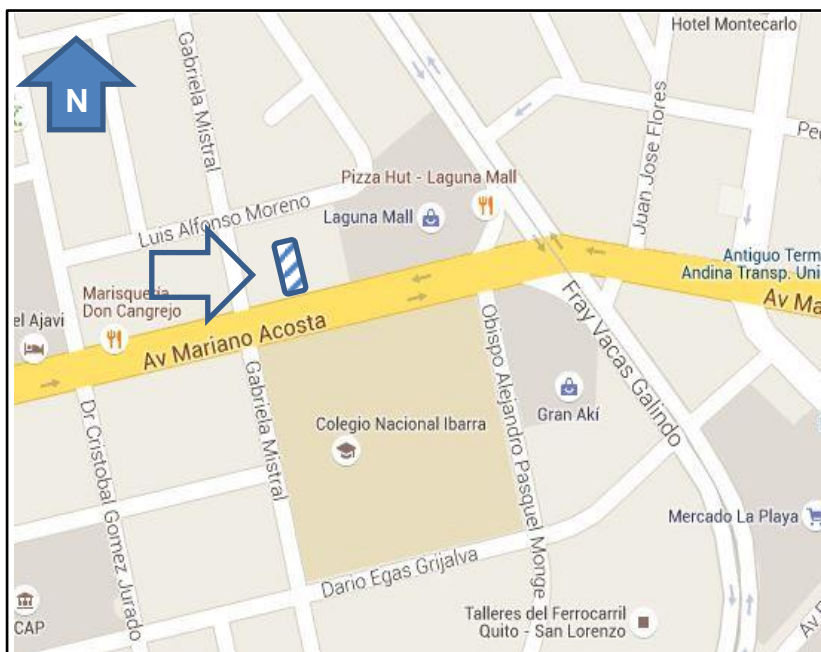 Hotel Montecarlo
N
Gabriela Mistral
Juan Jose Flores
Pe
Pizza Hut - Laguna Mall
Laguna Mall
Luis Alfonso Moreno
Antiguo Term
Andina Transp. Uni
Marisquería
Don Cangrejo
el Ajavi
Av Mariano Acosta
Av Ma
Fray Vacas Galindo
Obispo Alejandro Pasquel Monge
Gabriela Mistral
Dr Cristobal Gomez Jurado
Gran Akí
Colegio Nacional Ibarra
Mercado La Playa
Dario Egas Grijalva
CAP
Talleres del Ferrocarril
Quito - San Lorenzo
Av